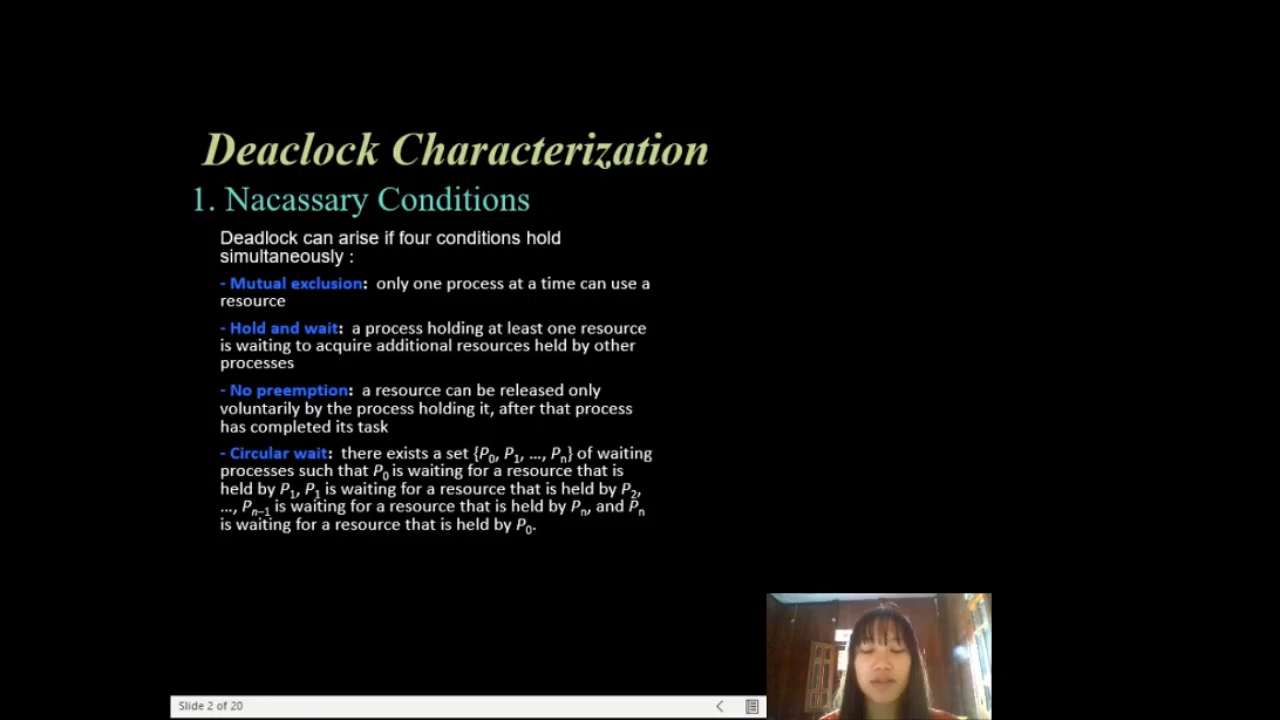 Deaclock Characterization
1. Nacassary Conditions
Deadlock can arise if four conditions hold
simultaneously :
- Mutual exclusion: only one process at a time can use a
resource
- Hold and wait: a process holding at least one resource
is waiting to acquire additional resources held by other
processes
- No preemption: a resource can be released only
voluntarily by the process holding it, after that process
has completed its task
- Circular wait: there exists a set {P0, P1, …, Pn} of waiting
processes such that P0 is waiting for a resource that is
held by P1, P1 is waiting for a resource that is held by P2,
…, Pn–1 is waiting for a resource that is held by Pn, and Pn
is waiting for a resource that is held by P0.
Slide 2 of 20